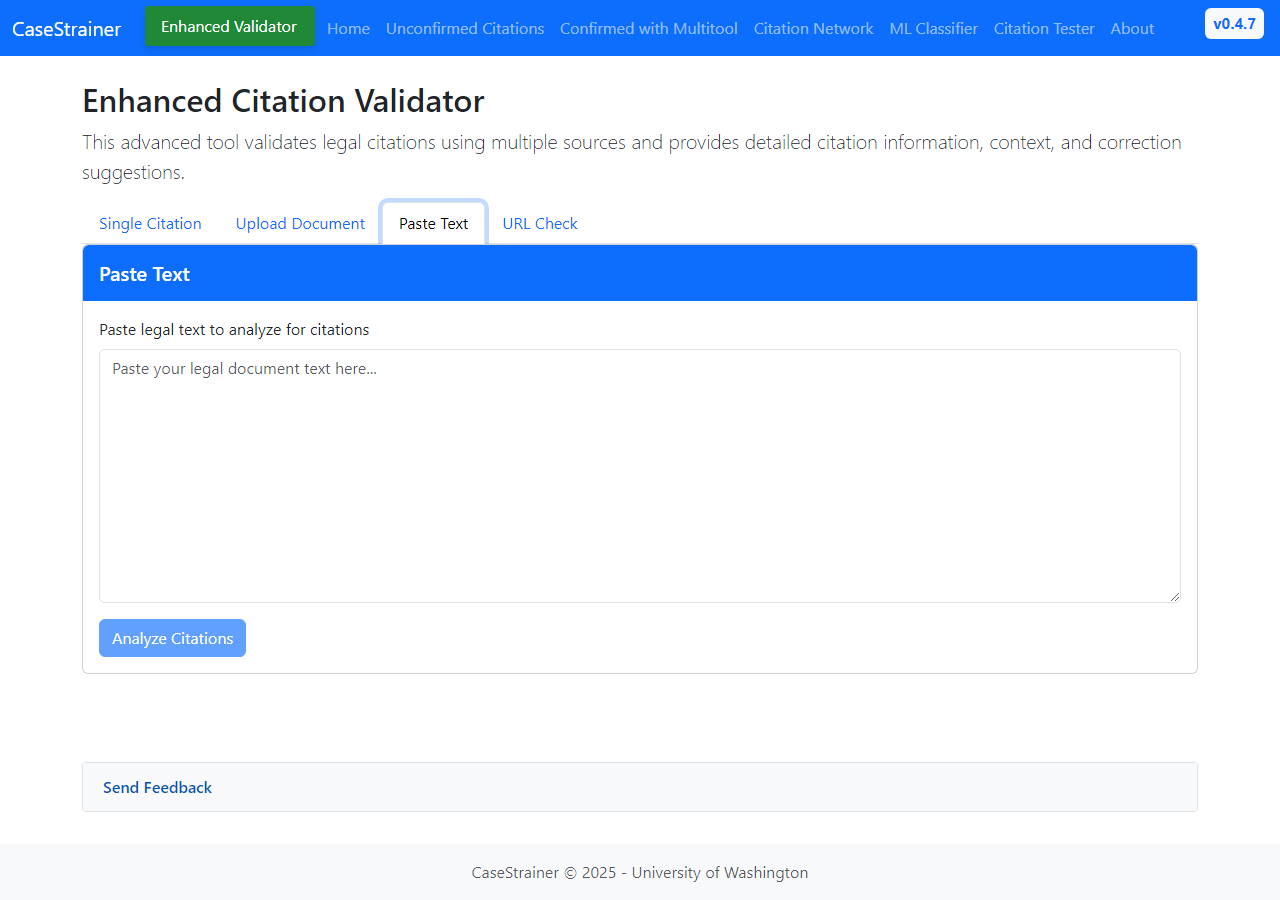 CaseStrainer Enhanced Validator Home Unconfirmed Citations Confirmed with Multitool Citation Network ML Classifier Citation Tester About v0.4.7
Enhanced Citation Validator
This advanced tool validates legal citations using multiple sources and provides detailed citation information, context, and correction
suggestions.
Single Citation Upload Document Paste Text URL Check
Paste Text
Paste legal text to analyze for citations
Paste your legal document text here...
Analyze Citations
Send Feedback
CaseStrainer © 2025 - University of Washington